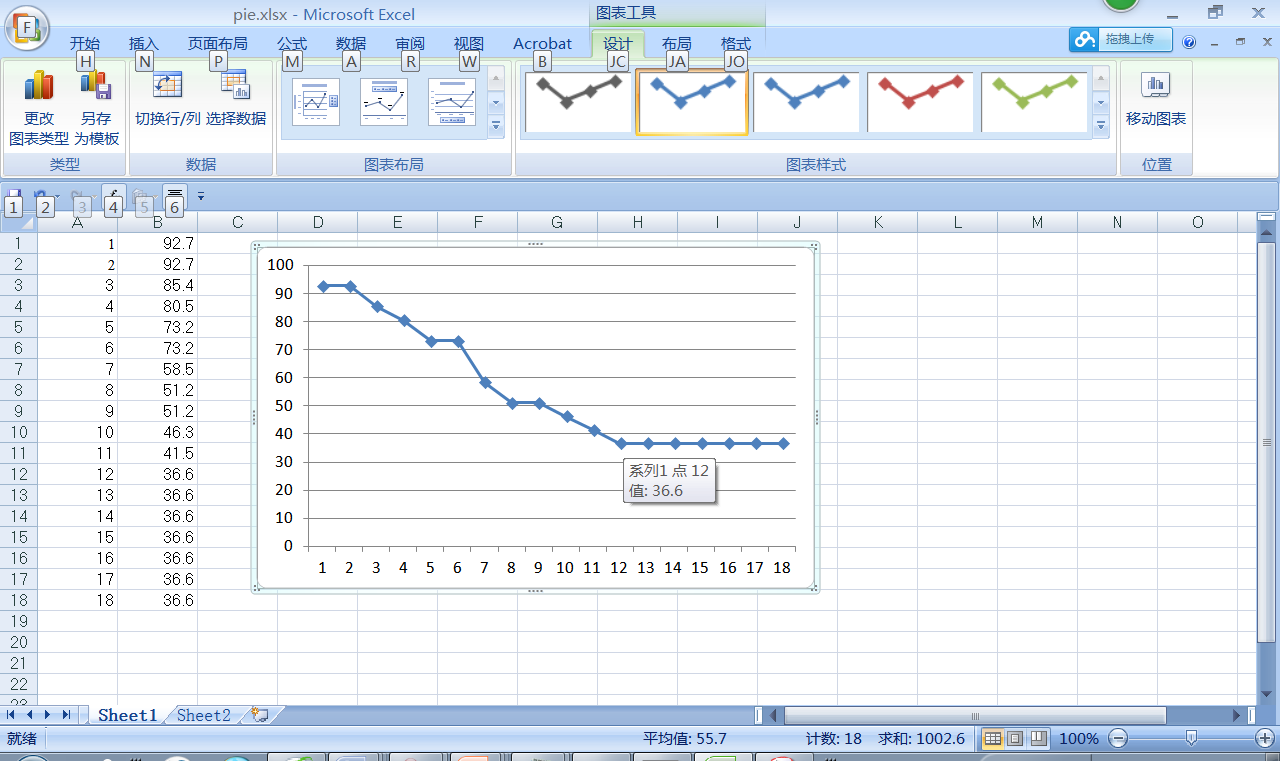 pie.xlsx - Microsoft Excel
图表工具
F
开始 插入 页面布局 公式 数据 审阅 视图 Acrobat 设计 布局 格式
拖拽上传
H N P M A R W B JC JA JO
更改
图表类型
另存
为模板
切换行/列
选择数据
移动图表
类型 数据 图表布局 图表样式 位置
1 2 3 4 5 6
A B C D E F G H I J K L M N O
1 1 92.7
2 2 92.7
3 3 85.4
4 4 80.5
5 5 73.2
6 6 73.2
7 7 58.5
8 8 51.2
9 9 51.2
10 10 46.3
11 11 41.5
12 12 36.6
13 13 36.6
14 14 36.6
15 15 36.6
16 16 36.6
17 17 36.6
18 18 36.6
19
20
21
22
23
100
90
80
70
60
50
40
30
20
10
0
1 2 3 4 5 6 7 8 9 10 11 12 13 14 15 16 17 18
系列1 点 12
值: 36.6
Sheet1 Sheet2
就绪
平均值: 55.7 计数: 18 求和: 1002.6 100%